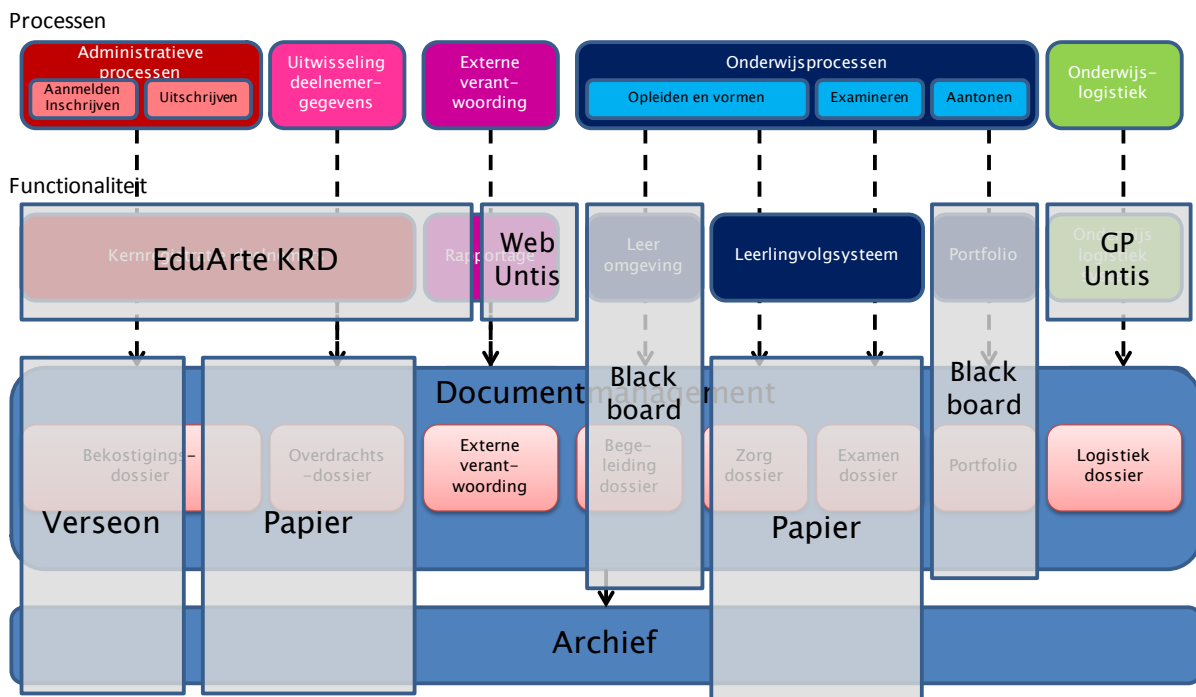 Processen
Administratieve
processen
Aanmelden
Inschrijven
Uitschrijven
Uitwisseling
deelnemer-
gegevens
Externe
verant-
woording
Onderwijsprocessen
Opleiden en vormen
Examineren
Aantonen
Onderwijs-
logistiek
Functionaliteit
EduArte KRD
Rapportage
Web
Untis
Leer
omgeving
Leerlingvolgsysteem
Portfolio
Onderwijs
logistiek
GP
Untis
Documentmanagement
Black
board
Black
board
Bekostigings-
dossier
Overdrachts
-dossier
Externe
verant-
woording
Bege-
leiding
dossier
Zorg
dossier
Examen
dossier
Portfolio
Logistiek
dossier
Verseon
Papier
Papier
Archief